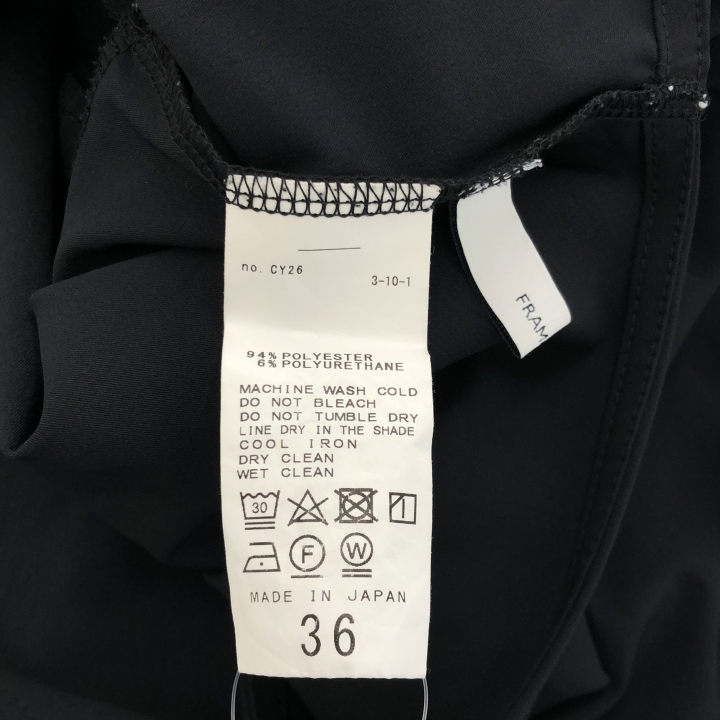 no. CY26
3-10-1
FRAM
94% POLYESTER
6% POLYURETHANE
MACHINE WASH COLD
DO NOT BLEACH
DO NOT TUMBLE DRY
LINE DRY IN THE SHADE
COOL IRON
DRY CLEAN
WET CLEAN
30
F W
MADE IN JAPAN
36